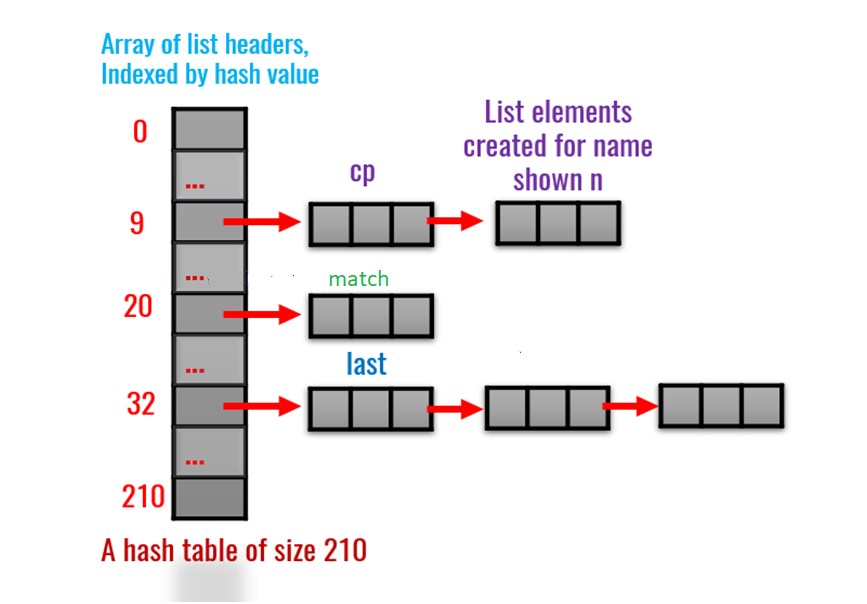 Array of list headers,
Indexed by hash value
List elements
created for name
shown n
0
cp
...
9
...
match
20
last
...
32
...
210
A hash table of size 210